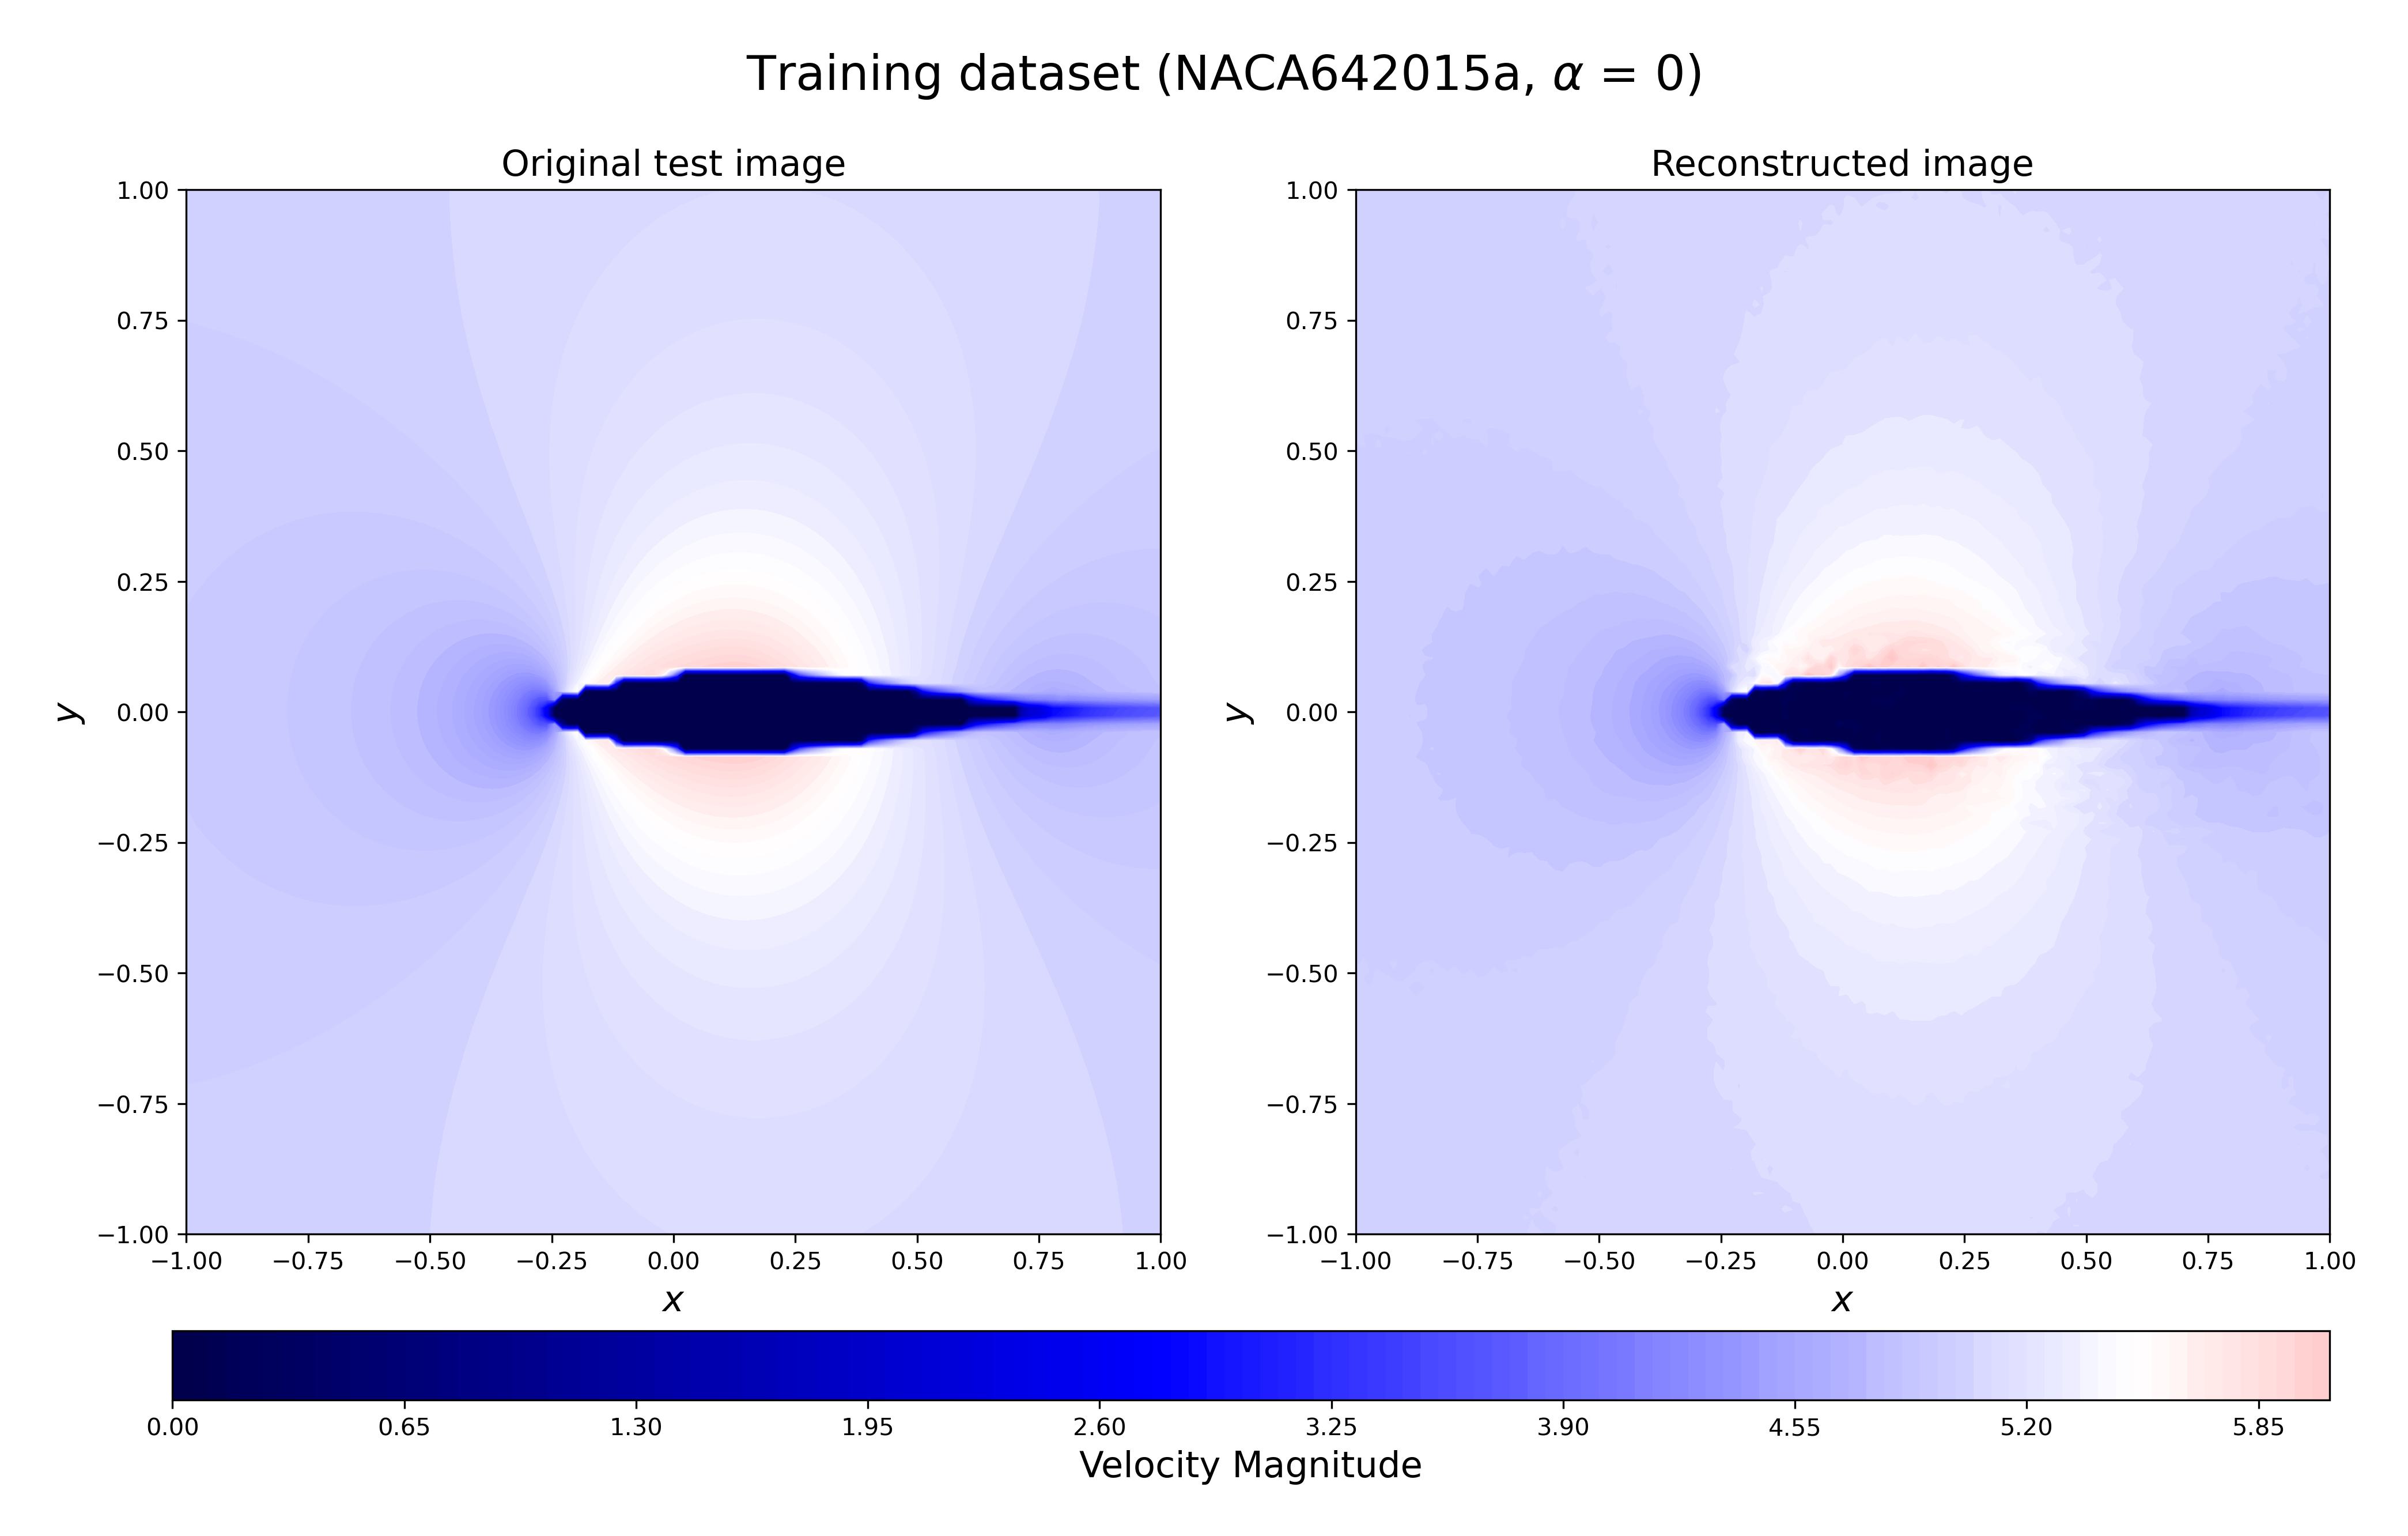 Training dataset (NACA642015a, α = 0)
Original test image
Reconstructed image
1.00
0.75
0.50
0.25
0.00
−0.25
−0.50
−0.75
−1.00
y
−1.00 −0.75 −0.50 −0.25 0.00 0.25 0.50 0.75 1.00
x
1.00
0.75
0.50
0.25
0.00
−0.25
−0.50
−0.75
−1.00
y
−1.00 −0.75 −0.50 −0.25 0.00 0.25 0.50 0.75 1.00
x
0.00 0.65 1.30 1.95 2.60 3.25 3.90 4.55 5.20 5.85
Velocity Magnitude